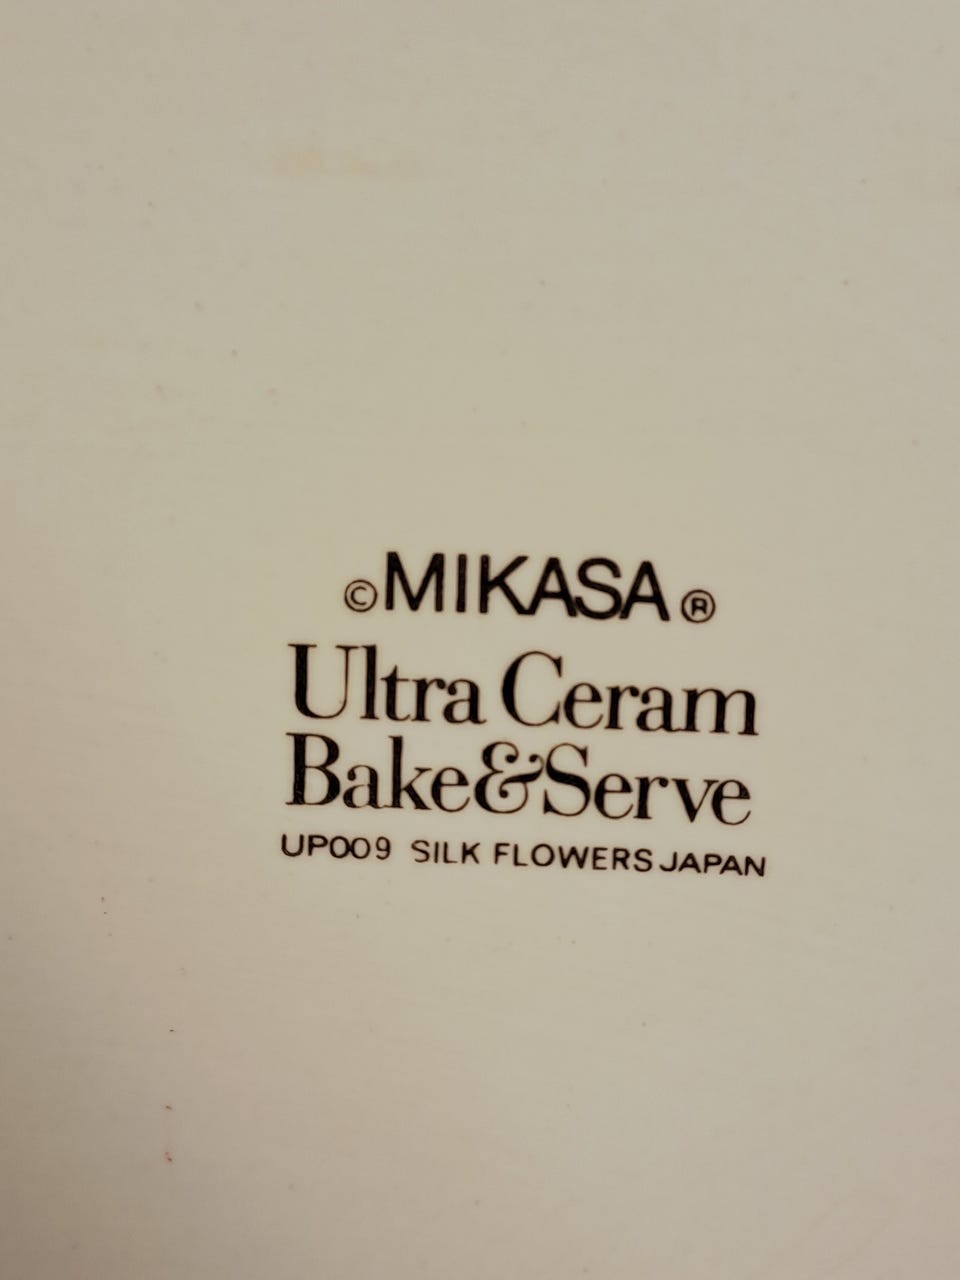 ©MIKASA®
Ultra Ceram
Bake&Serve
UP009 SILK FLOWERS JAPAN